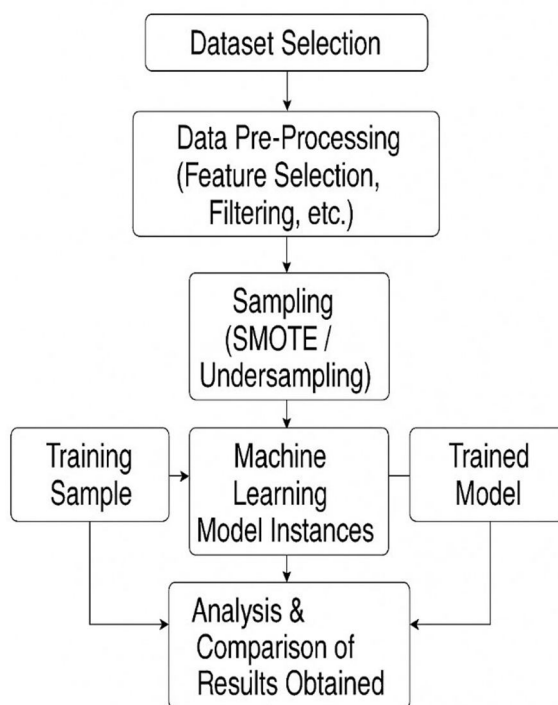 Dataset Selection
Data Pre-Processing
(Feature Selection,
Filtering, etc.)
Sampling
(SMOTE /
Undersampling)
Training
Sample
Machine
Learning
Model Instances
Trained
Model
Analysis &
Comparison of
Results Obtained